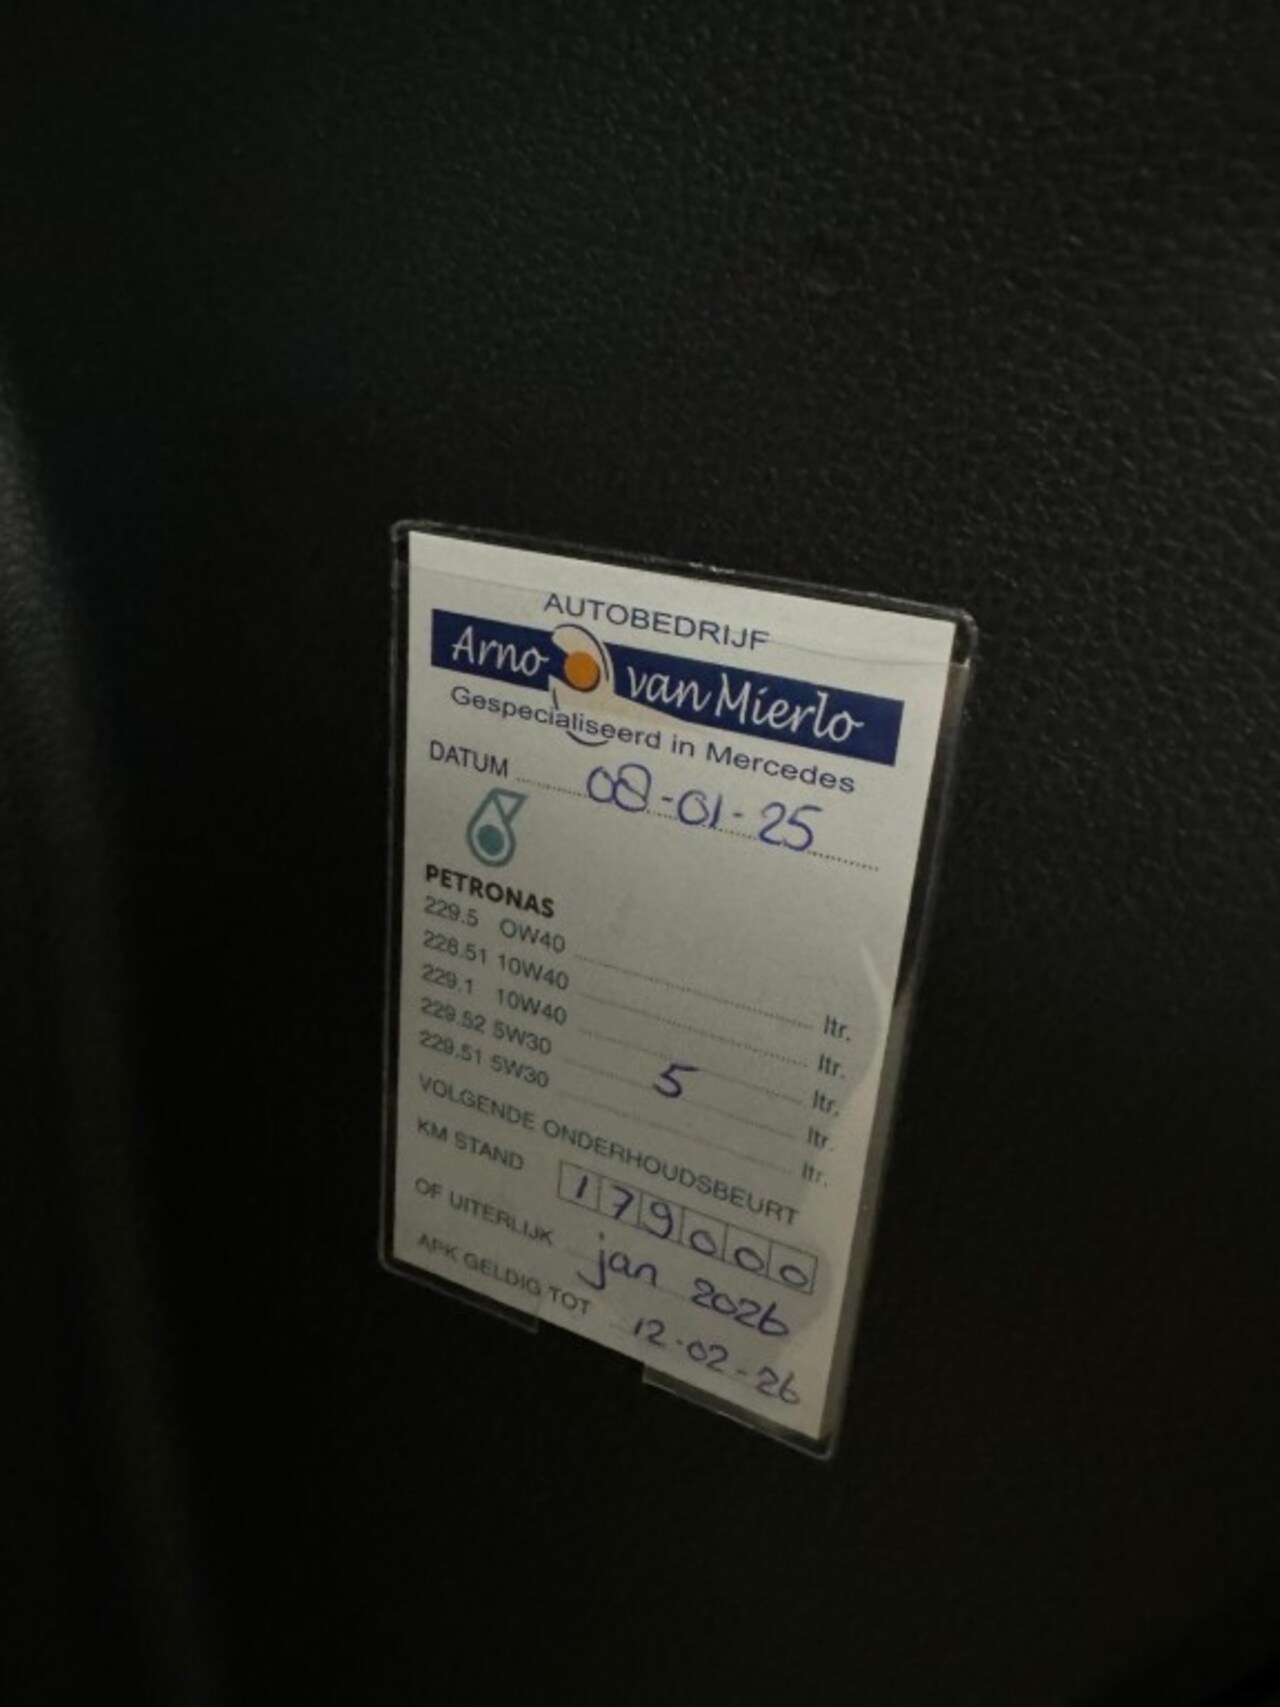 AUTOBEDRIJF
Arno van Mierlo
Gespecialiseerd in Mercedes
DATUM 08-01-25
PETRONAS
229.5 0W40 ltr.
228.51 10W40 ltr.
229.1 10W40 ltr.
229.52 5W30 5 ltr.
229.51 5W30 ltr.
VOLGENDE ONDERHOUDSBEURT
KM STAND 179000
OF UITERLIJK jan 2026
APK GELDIG TOT 12-02-26